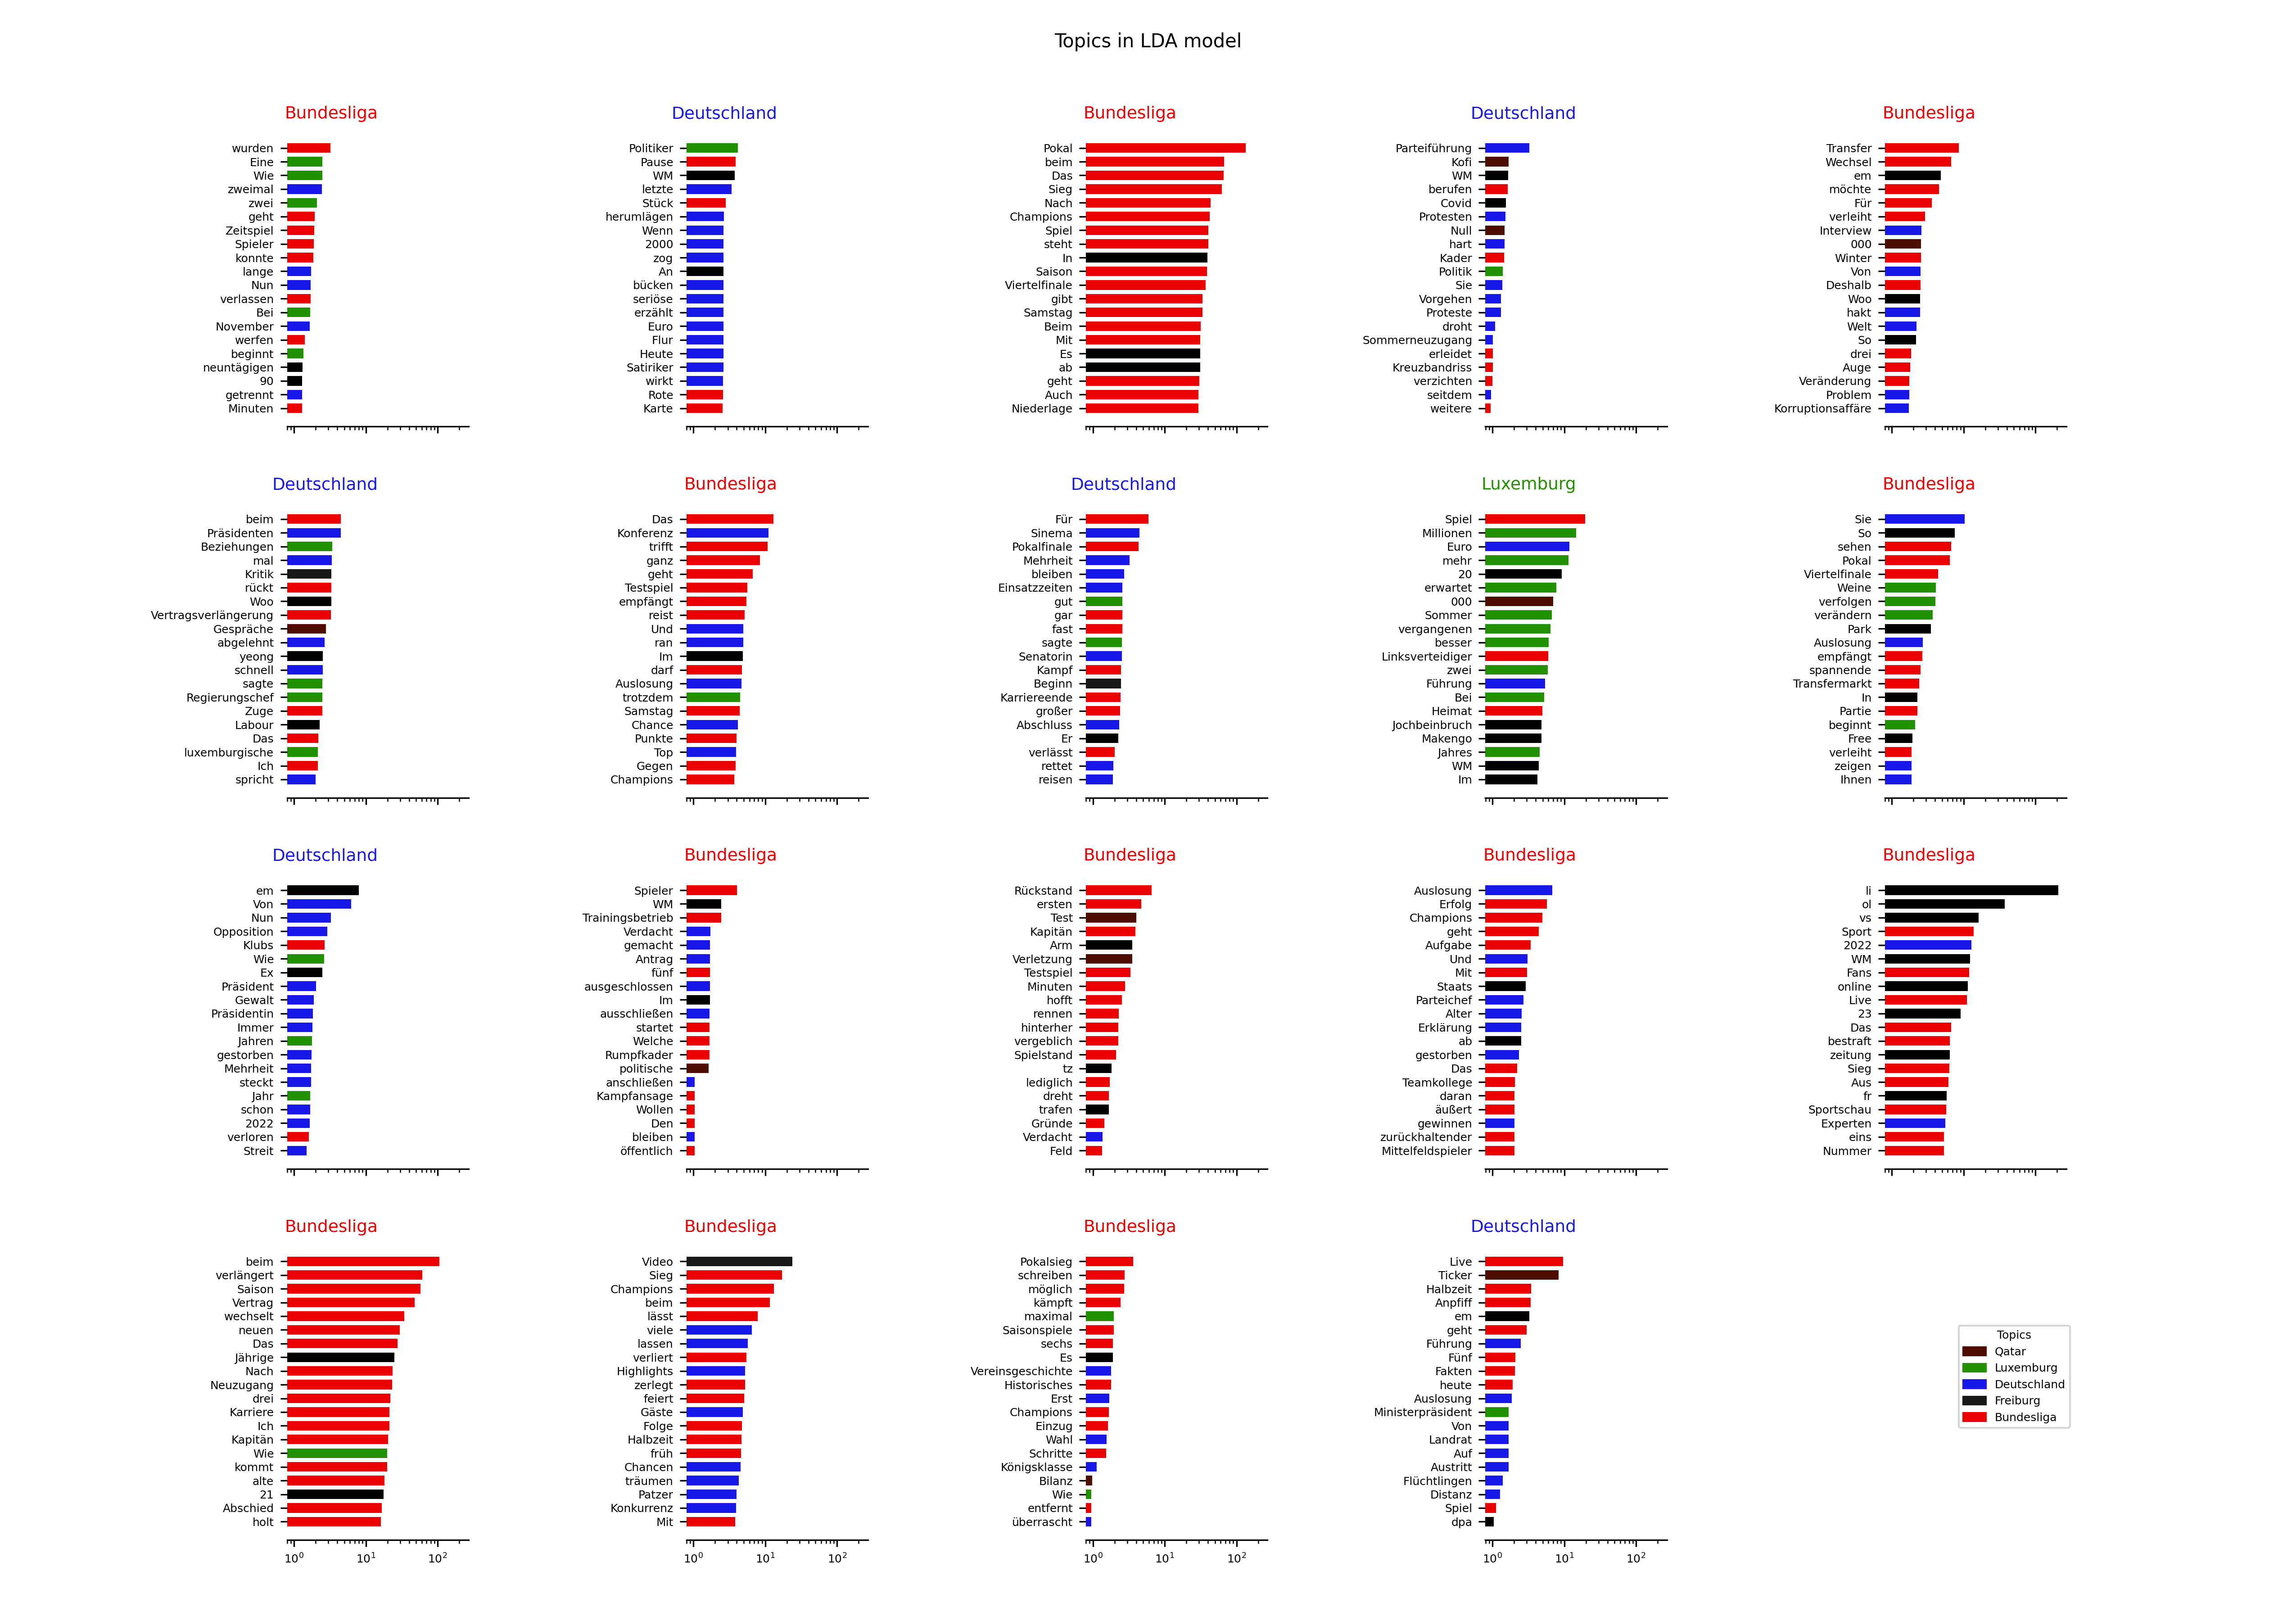 Topics in LDA model
Bundesliga
wurden
Eine
Wie
zweimal
zwei
geht
Zeitspiel
Spieler
konnte
lange
Nun
verlassen
Bei
November
werfen
beginnt
neuntägigen
90
getrennt
Minuten
Deutschland
Politiker
Pause
WM
letzte
Stück
herumlägen
Wenn
2000
zog
An
bücken
seriöse
erzählt
Euro
Flur
Heute
Satiriker
wirkt
Rote
Karte
Bundesliga
Pokal
beim
Das
Sieg
Nach
Champions
Spiel
steht
In
Saison
Viertelfinale
gibt
Samstag
Beim
Mit
Es
ab
geht
Auch
Niederlage
Deutschland
Parteiführung
Kofi
WM
berufen
Covid
Protesten
Null
hart
Kader
Politik
Sie
Vorgehen
Proteste
droht
Sommerneuzugang
erleidet
Kreuzbandriss
verzichten
seitdem
weitere
Bundesliga
Transfer
Wechsel
em
möchte
Für
verleiht
Interview
000
Winter
Von
Deshalb
Woo
hakt
Welt
So
drei
Auge
Veränderung
Problem
Korruptionsaffäre
Deutschland
beim
Präsidenten
Beziehungen
mal
Kritik
rückt
Woo
Vertragsverlängerung
Gespräche
abgelehnt
yeong
schnell
sagte
Regierungschef
Zuge
Labour
Das
luxemburgische
Ich
spricht
Bundesliga
Das
Konferenz
trifft
ganz
geht
Testspiel
empfängt
reist
Und
ran
Im
darf
Auslosung
trotzdem
Samstag
Chance
Punkte
Top
Gegen
Champions
Deutschland
Für
Sinema
Pokalfinale
Mehrheit
bleiben
Einsatzzeiten
gut
gar
fast
sagte
Senatorin
Kampf
Beginn
Karriereende
großer
Abschluss
Er
verlässt
rettet
reisen
Luxemburg
Spiel
Millionen
Euro
mehr
20
erwartet
000
Sommer
vergangenen
besser
Linksverteidiger
zwei
Führung
Bei
Heimat
Jochbeinbruch
Makengo
Jahres
WM
Im
Bundesliga
Sie
So
sehen
Pokal
Viertelfinale
Weine
verfolgen
verändern
Park
Auslosung
empfängt
spannende
Transfermarkt
In
Partie
beginnt
Free
verleiht
zeigen
Ihnen
Deutschland
em
Von
Nun
Opposition
Klubs
Wie
Ex
Präsident
Gewalt
Präsidentin
Immer
Jahren
gestorben
Mehrheit
steckt
Jahr
schon
2022
verloren
Streit
Bundesliga
Spieler
WM
Trainingsbetrieb
Verdacht
gemacht
Antrag
fünf
ausgeschlossen
Im
ausschließen
startet
Welche
Rumpfkader
politische
anschließen
Kampfansage
Wollen
Den
bleiben
öffentlich
Bundesliga
Rückstand
ersten
Test
Kapitän
Arm
Verletzung
Testspiel
Minuten
hofft
rennen
hinterher
vergeblich
Spielstand
tz
lediglich
dreht
trafen
Gründe
Verdacht
Feld
Bundesliga
Auslosung
Erfolg
Champions
geht
Aufgabe
Und
Mit
Staats
Parteichef
Alter
Erklärung
ab
gestorben
Das
Teamkollege
daran
äußert
gewinnen
zurückhaltender
Mittelfeldspieler
Bundesliga
li
ol
vs
Sport
2022
WM
Fans
online
Live
23
Das
bestraft
zeitung
Sieg
Aus
fr
Sportschau
Experten
eins
Nummer
Bundesliga
beim
verlängert
Saison
Vertrag
wechselt
neuen
Das
Jährige
Nach
Neuzugang
drei
Karriere
Ich
Kapitän
Wie
kommt
alte
21
Abschied
holt
10⁰ 10¹ 10²
Bundesliga
Video
Sieg
Champions
beim
lässt
viele
lassen
verliert
Highlights
zerlegt
feiert
Gäste
Folge
Halbzeit
früh
Chancen
träumen
Patzer
Konkurrenz
Mit
10⁰ 10¹ 10²
Bundesliga
Pokalsieg
schreiben
möglich
kämpft
maximal
Saisonspiele
sechs
Es
Vereinsgeschichte
Historisches
Erst
Champions
Einzug
Wahl
Schritte
Königsklasse
Bilanz
Wie
entfernt
überrascht
10⁰ 10¹ 10²
Deutschland
Live
Ticker
Halbzeit
Anpfiff
em
geht
Führung
Fünf
Fakten
heute
Auslosung
Ministerpräsident
Von
Landrat
Auf
Austritt
Flüchtlingen
Distanz
Spiel
dpa
10⁰ 10¹ 10²
Topics
Qatar
Luxemburg
Deutschland
Freiburg
Bundesliga